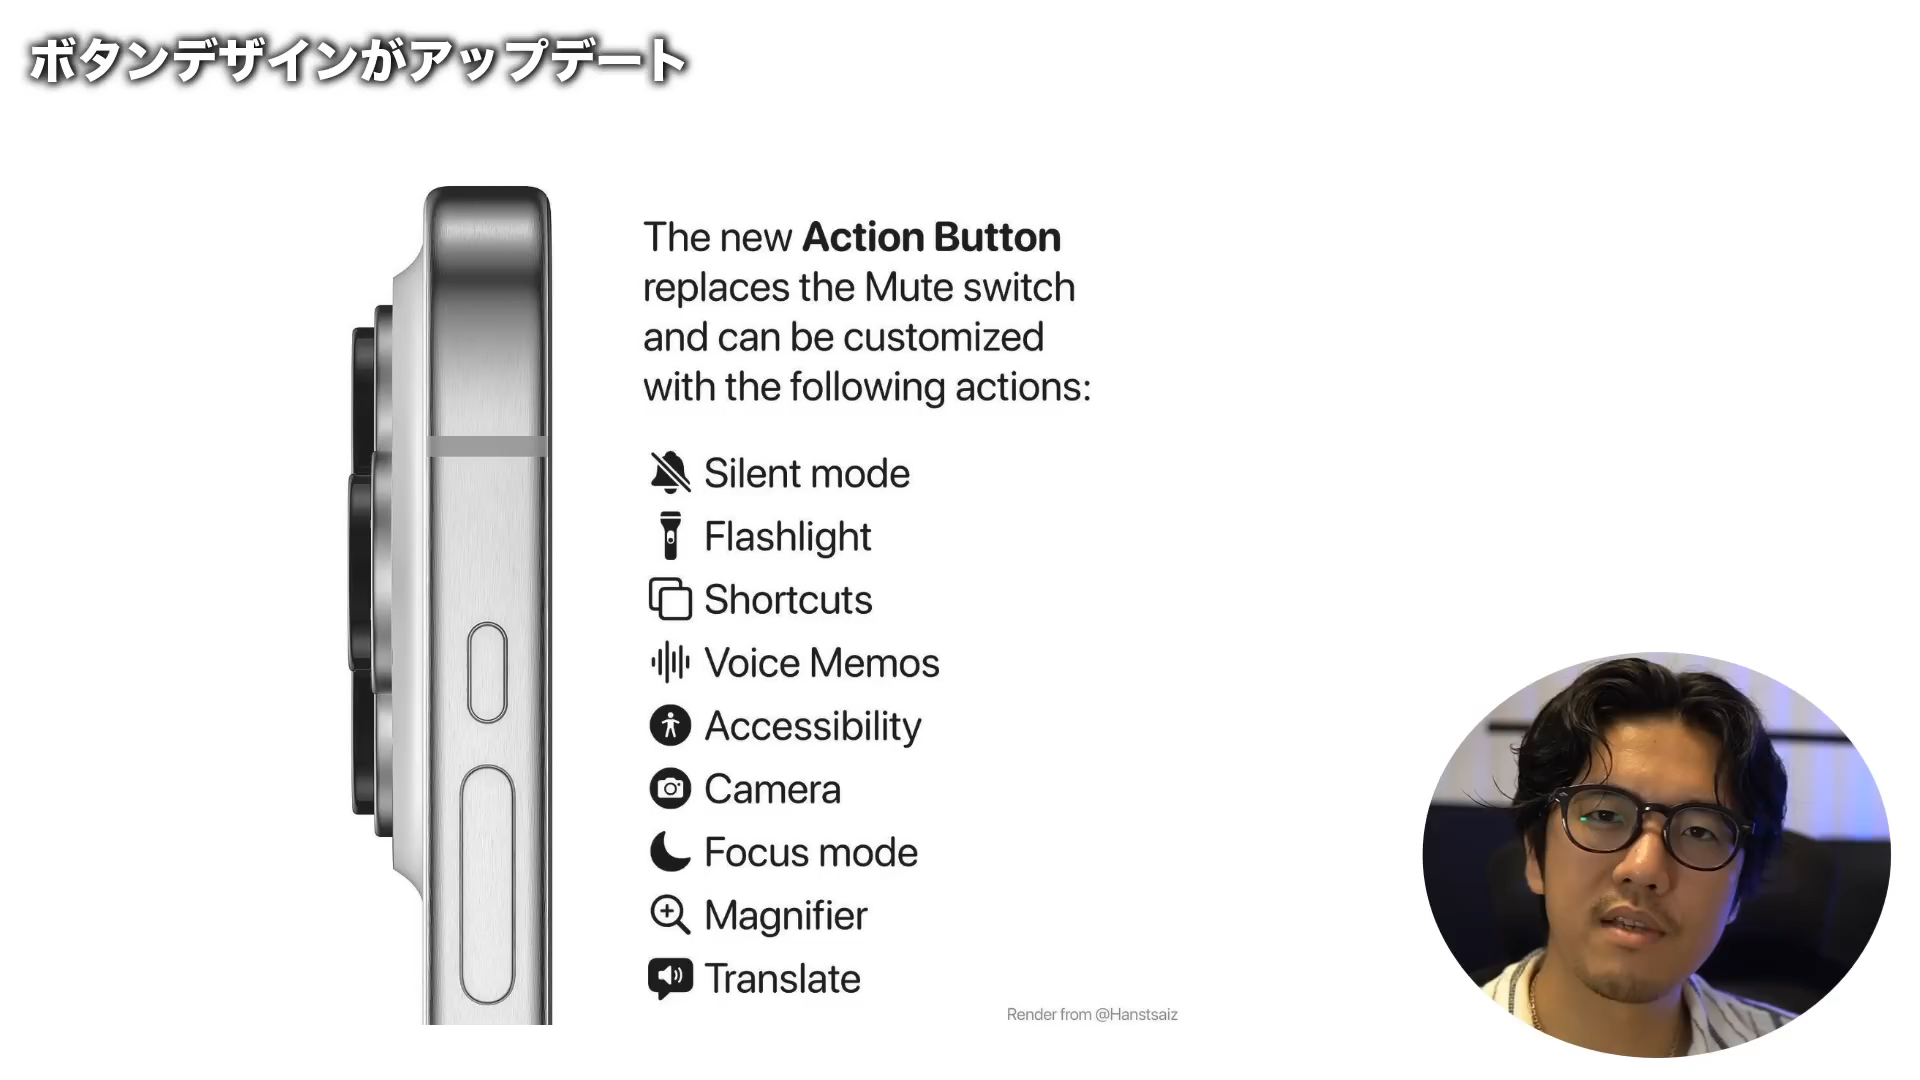 ボタンデザインがアップデート
The new Action Button
replaces the Mute switch
and can be customized
with the following actions:
Silent mode
Flashlight
Shortcuts
Voice Memos
Accessibility
Camera
Focus mode
Magnifier
Translate
Render from @Hanstsaiz